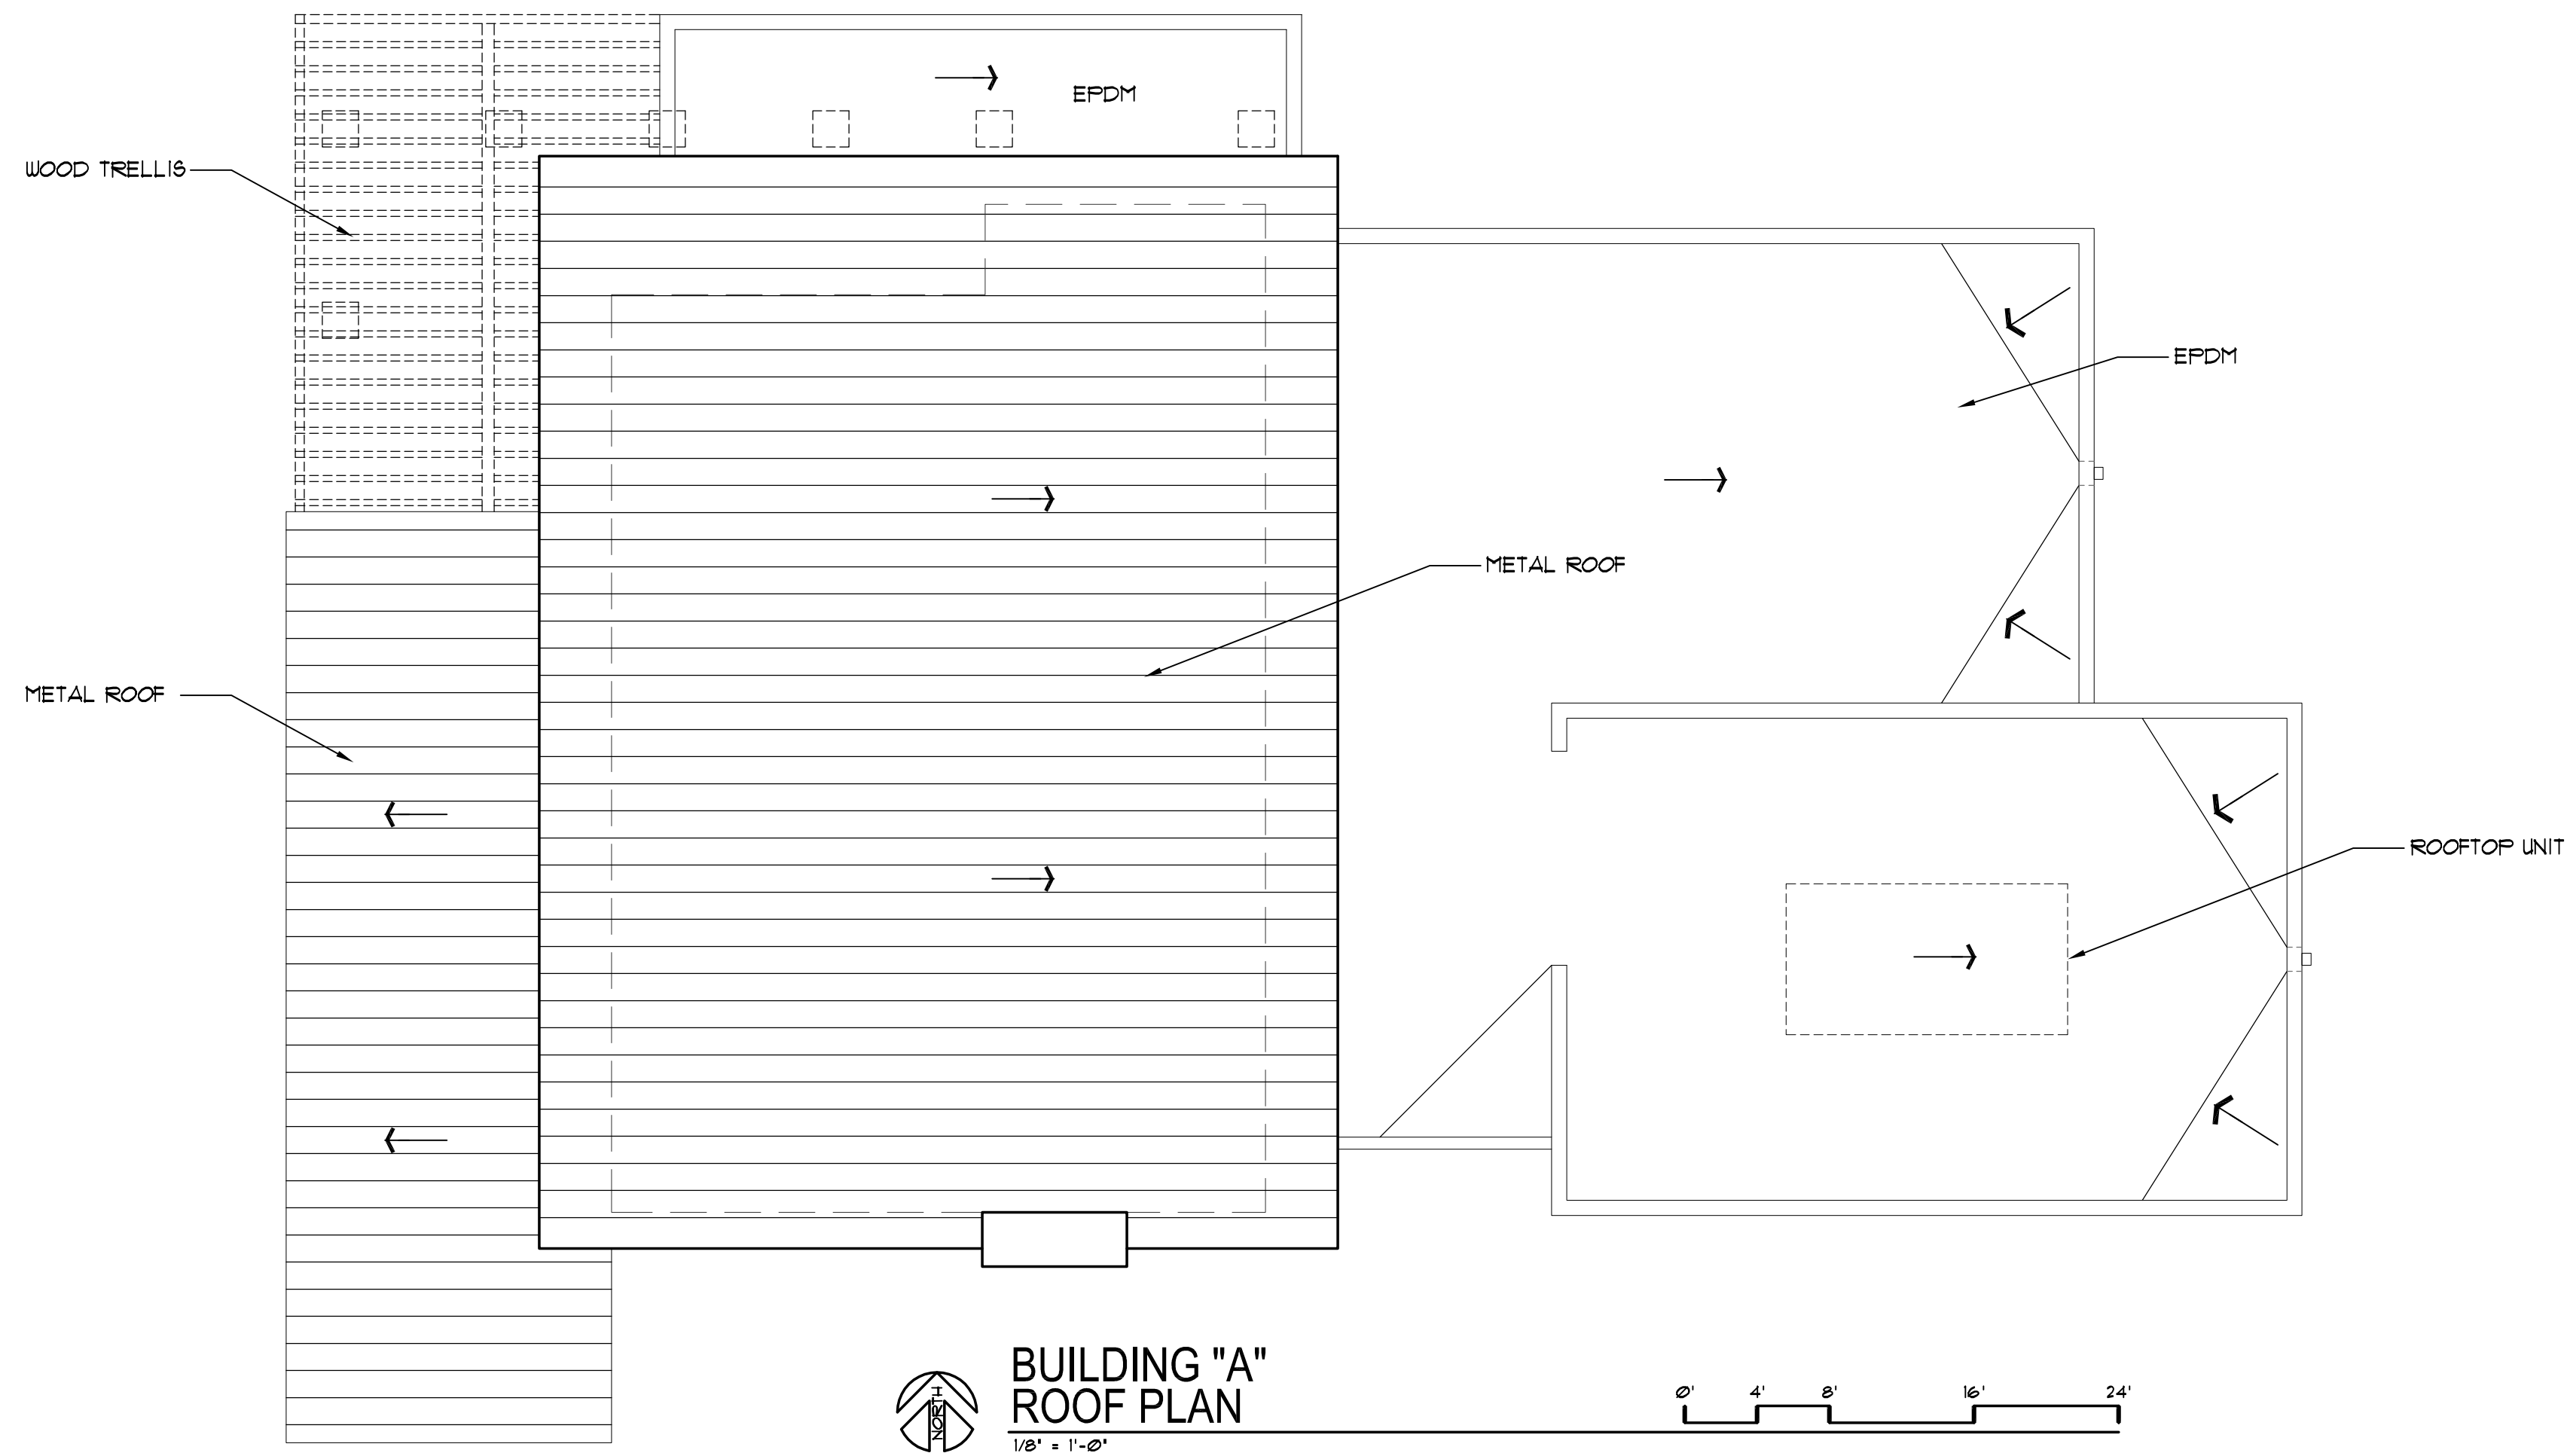 EPDM
WOOD TRELLIS
EPDM
METAL ROOF
METAL ROOF
ROOFTOP UNIT
BUILDING "A"
ROOF PLAN
NORTH
0' 4' 8' 16' 24'
1/8" = 1'-0"